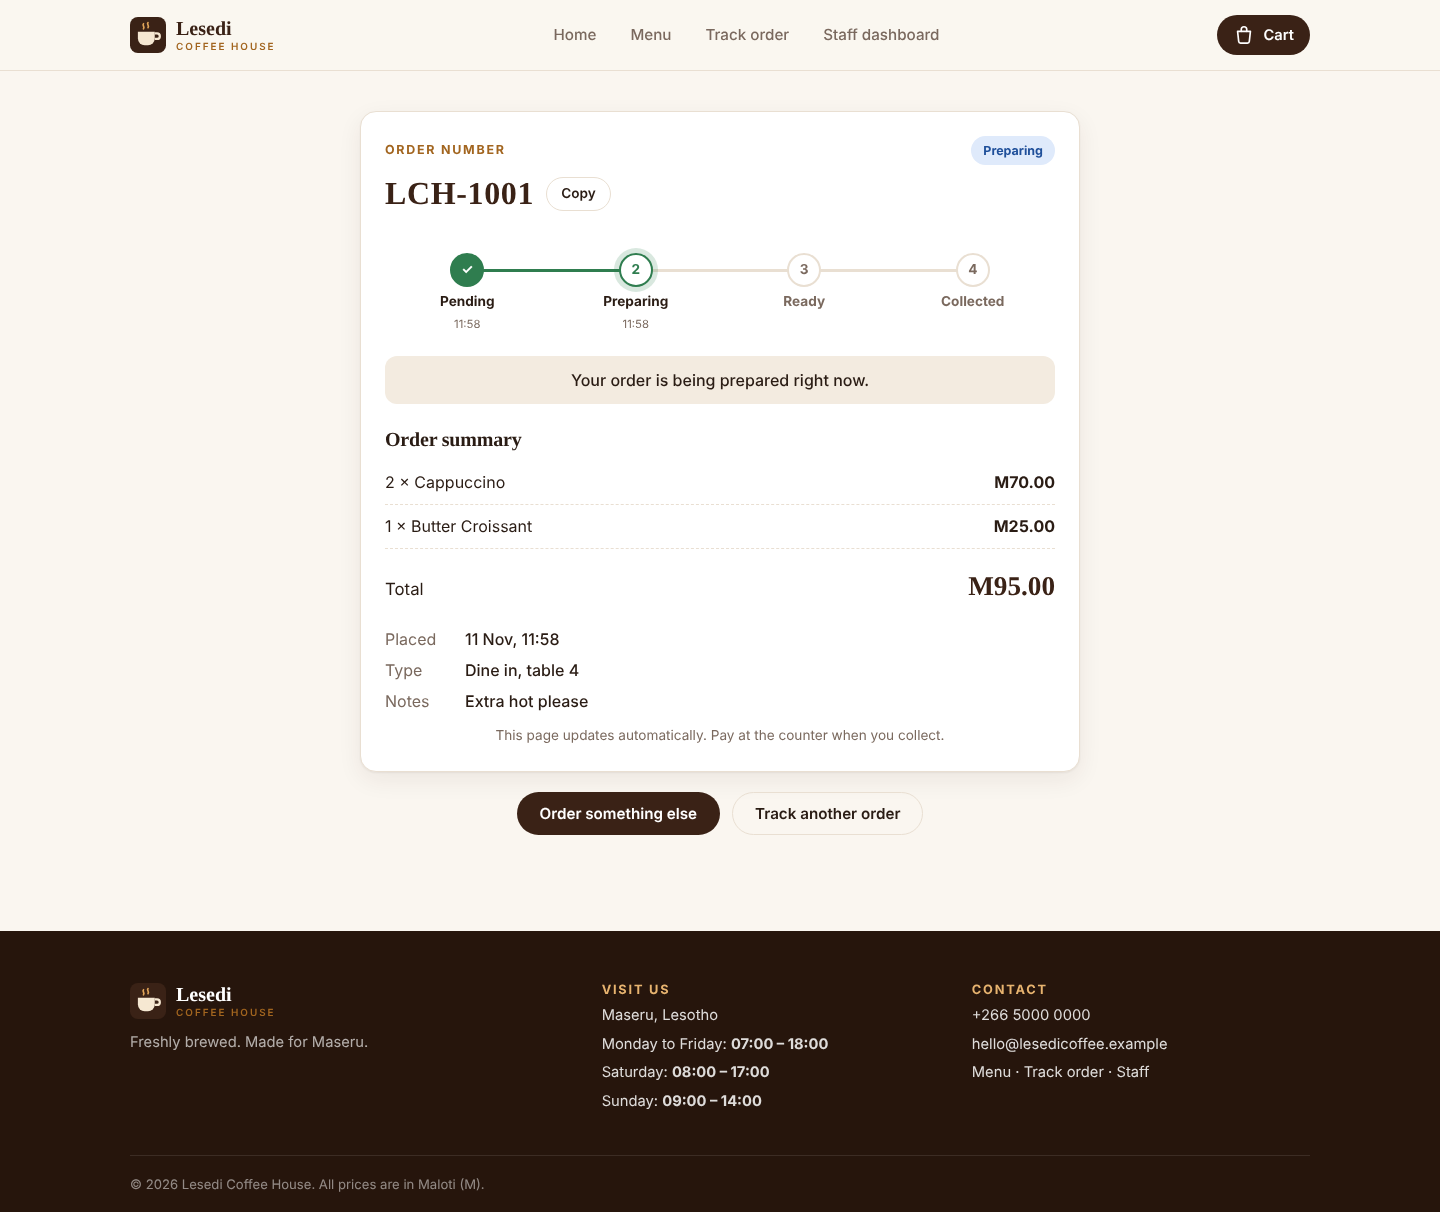 Lesedi
COFFEE HOUSE
Home Menu Track order Staff dashboard
Cart
ORDER NUMBER
Preparing
LCH-1001
Copy
2 3 4
Pending Preparing Ready Collected
11:58 11:58
Your order is being prepared right now.
Order summary
2 × Cappuccino M70.00
1 × Butter Croissant M25.00
Total M95.00
Placed 11 Nov, 11:58
Type Dine in, table 4
Notes Extra hot please
This page updates automatically. Pay at the counter when you collect.
Order something else Track another order
Lesedi
COFFEE HOUSE
Freshly brewed. Made for Maseru.
VISIT US
Maseru, Lesotho
Monday to Friday: 07:00 – 18:00
Saturday: 08:00 – 17:00
Sunday: 09:00 – 14:00
CONTACT
+266 5000 0000
hello@lesedicoffee.example
Menu · Track order · Staff
© 2026 Lesedi Coffee House. All prices are in Maloti (M).